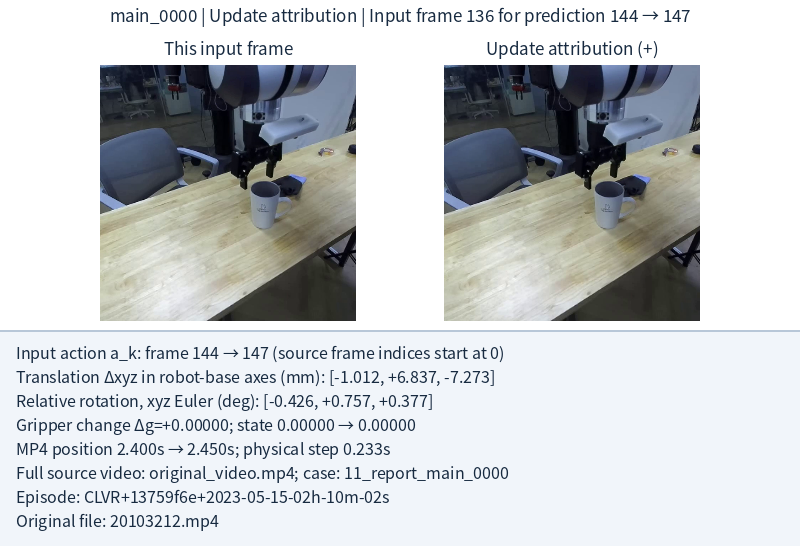 main_0000 | Update attribution | Input frame 136 for prediction 144 → 147
This input frame
Update attribution (+)
Input action a_k: frame 144 → 147 (source frame indices start at 0)
Translation Δxyz in robot-base axes (mm): [-1.012, +6.837, -7.273]
Relative rotation, xyz Euler (deg): [-0.426, +0.757, +0.377]
Gripper change Δg=+0.00000; state 0.00000 → 0.00000
MP4 position 2.400s → 2.450s; physical step 0.233s
Full source video: original_video.mp4; case: 11_report_main_0000
Episode: CLVR+13759f6e+2023-05-15-02h-10m-02s
Original file: 20103212.mp4